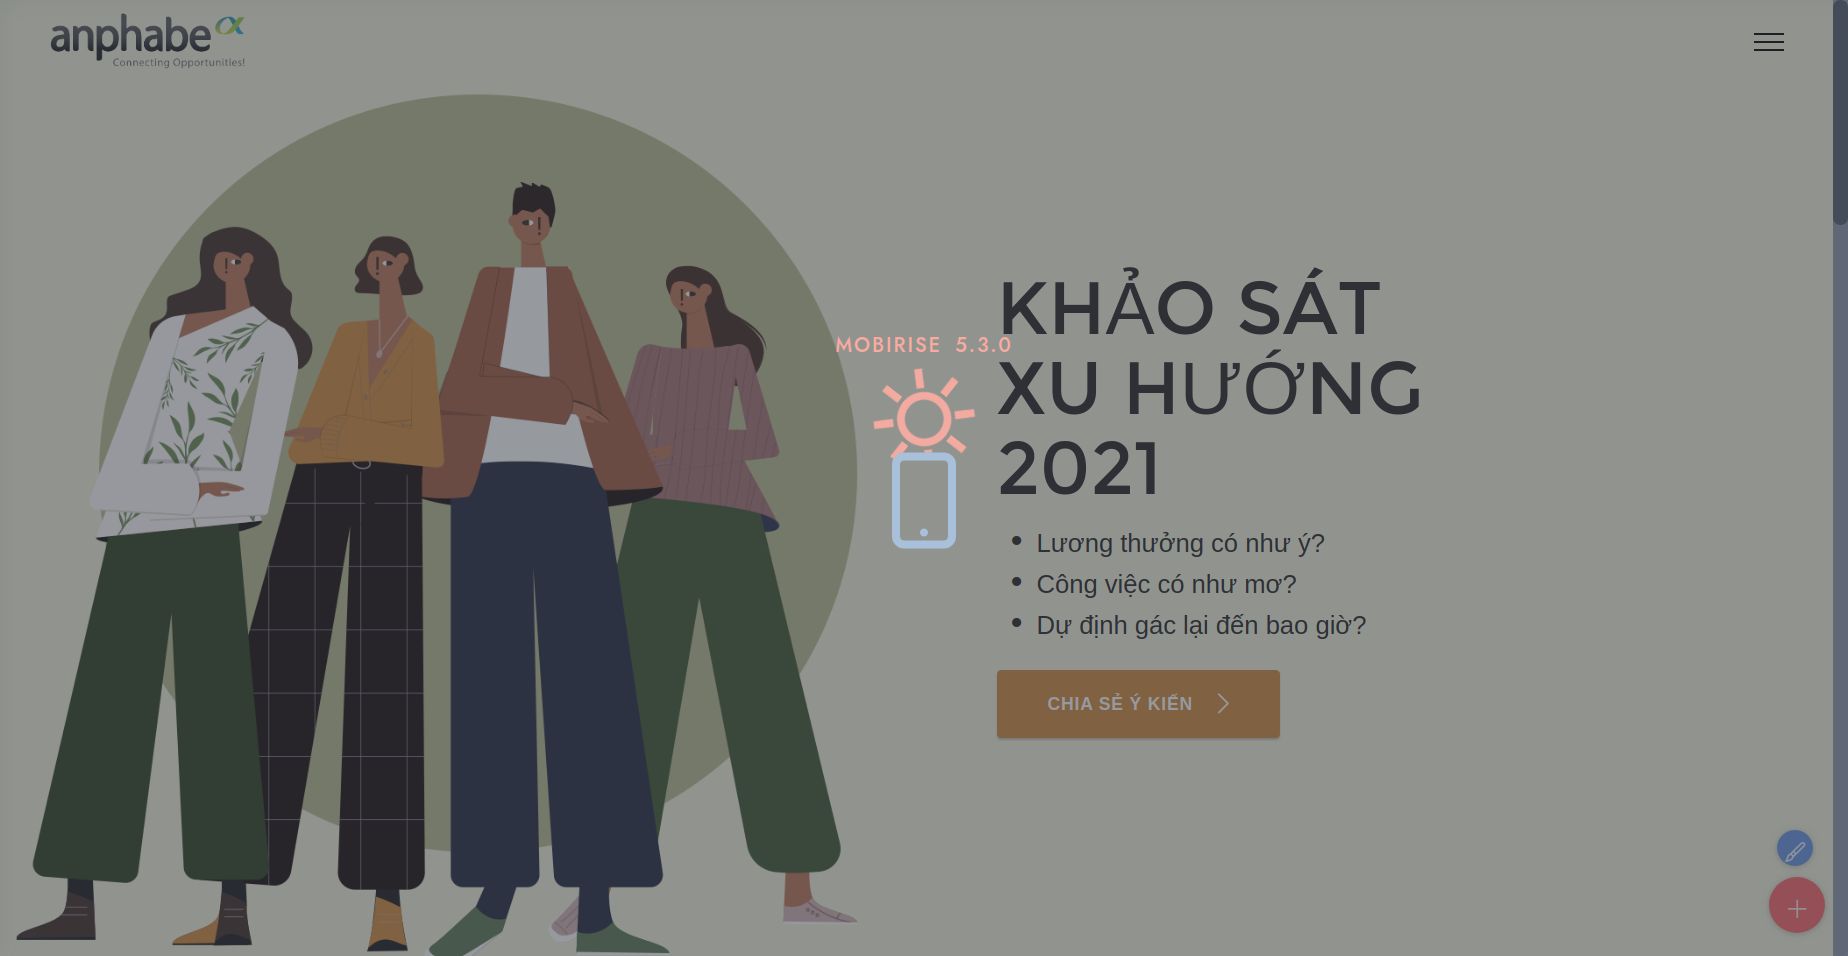 anphabe
Connecting Opportunities!
KHẢO SÁT
XU HƯỚNG
2021
MOBIRISE 5.3.0
Lương thưởng có như ý?
Công việc có như mơ?
Dự định gác lại đến bao giờ?
CHIA SẺ Ý KIẾN